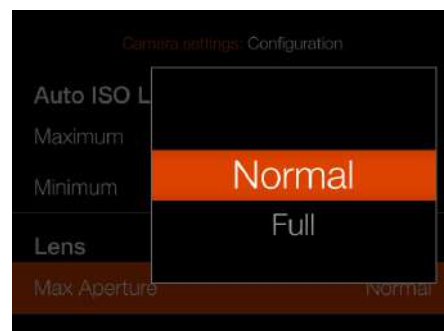 Camera settings: Configuration
Auto ISO L
Maximum
Normal
Minimum
Full
Lens
Max Aperture Normal